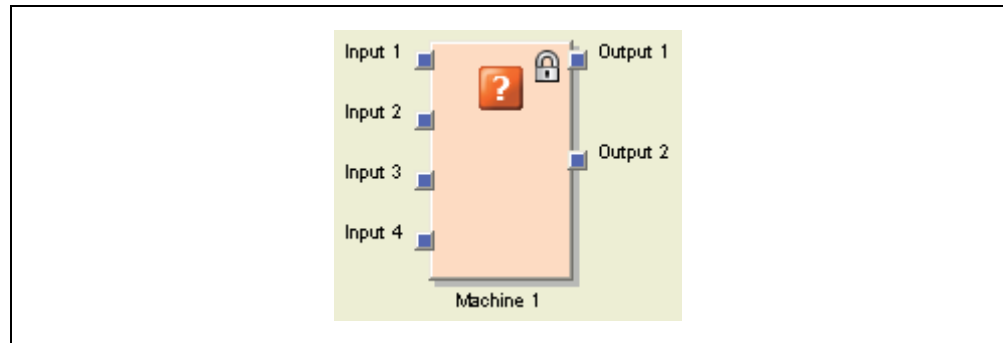 Input 1
Output 1
?
Input 2
Output 2
Input 3
Input 4
Machine 1